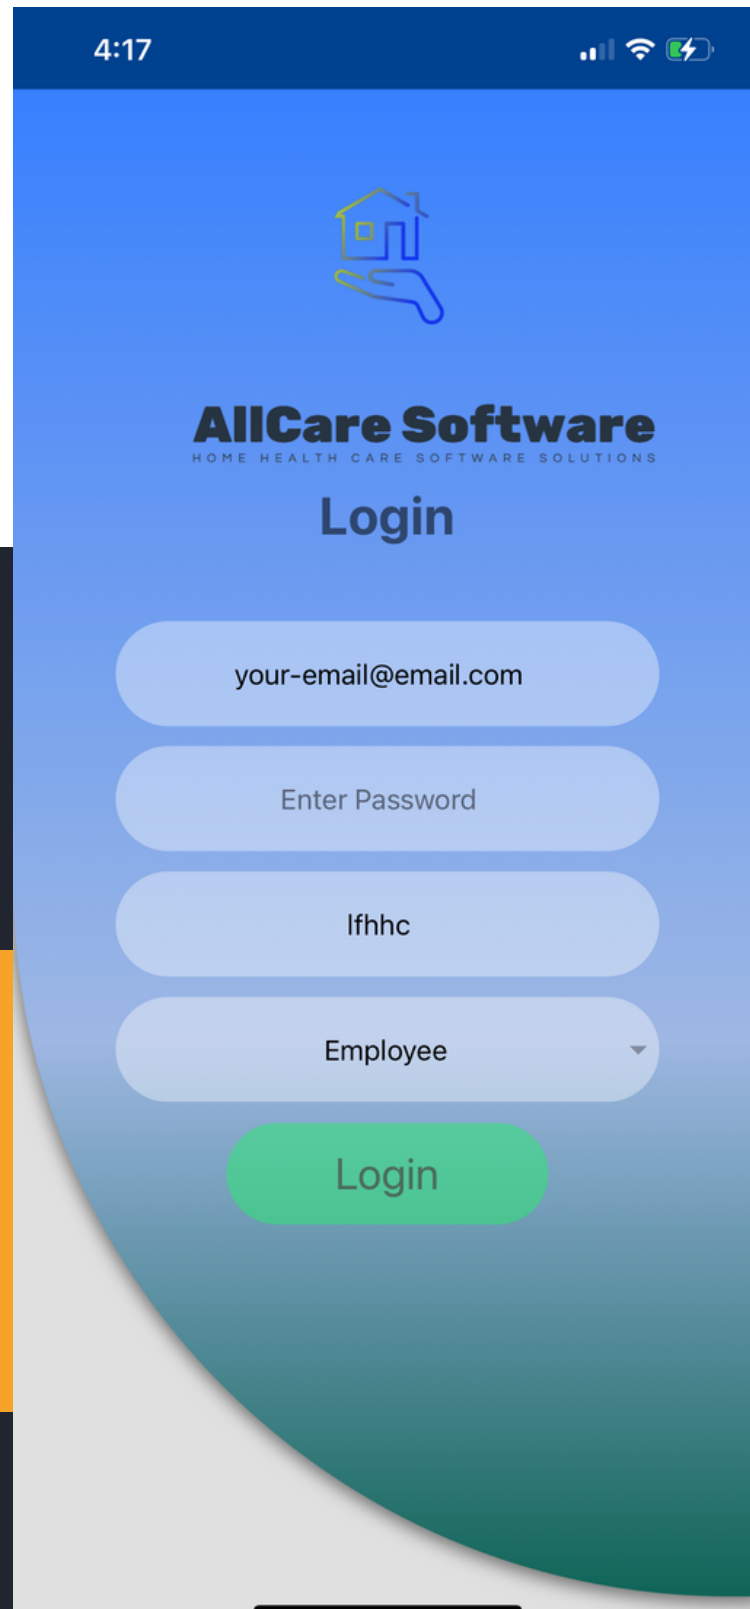 4:17
AllCare Software
HOME HEALTH CARE SOFTWARE SOLUTIONS
Login
your-email@email.com
Enter Password
lfhhc
Employee
Login